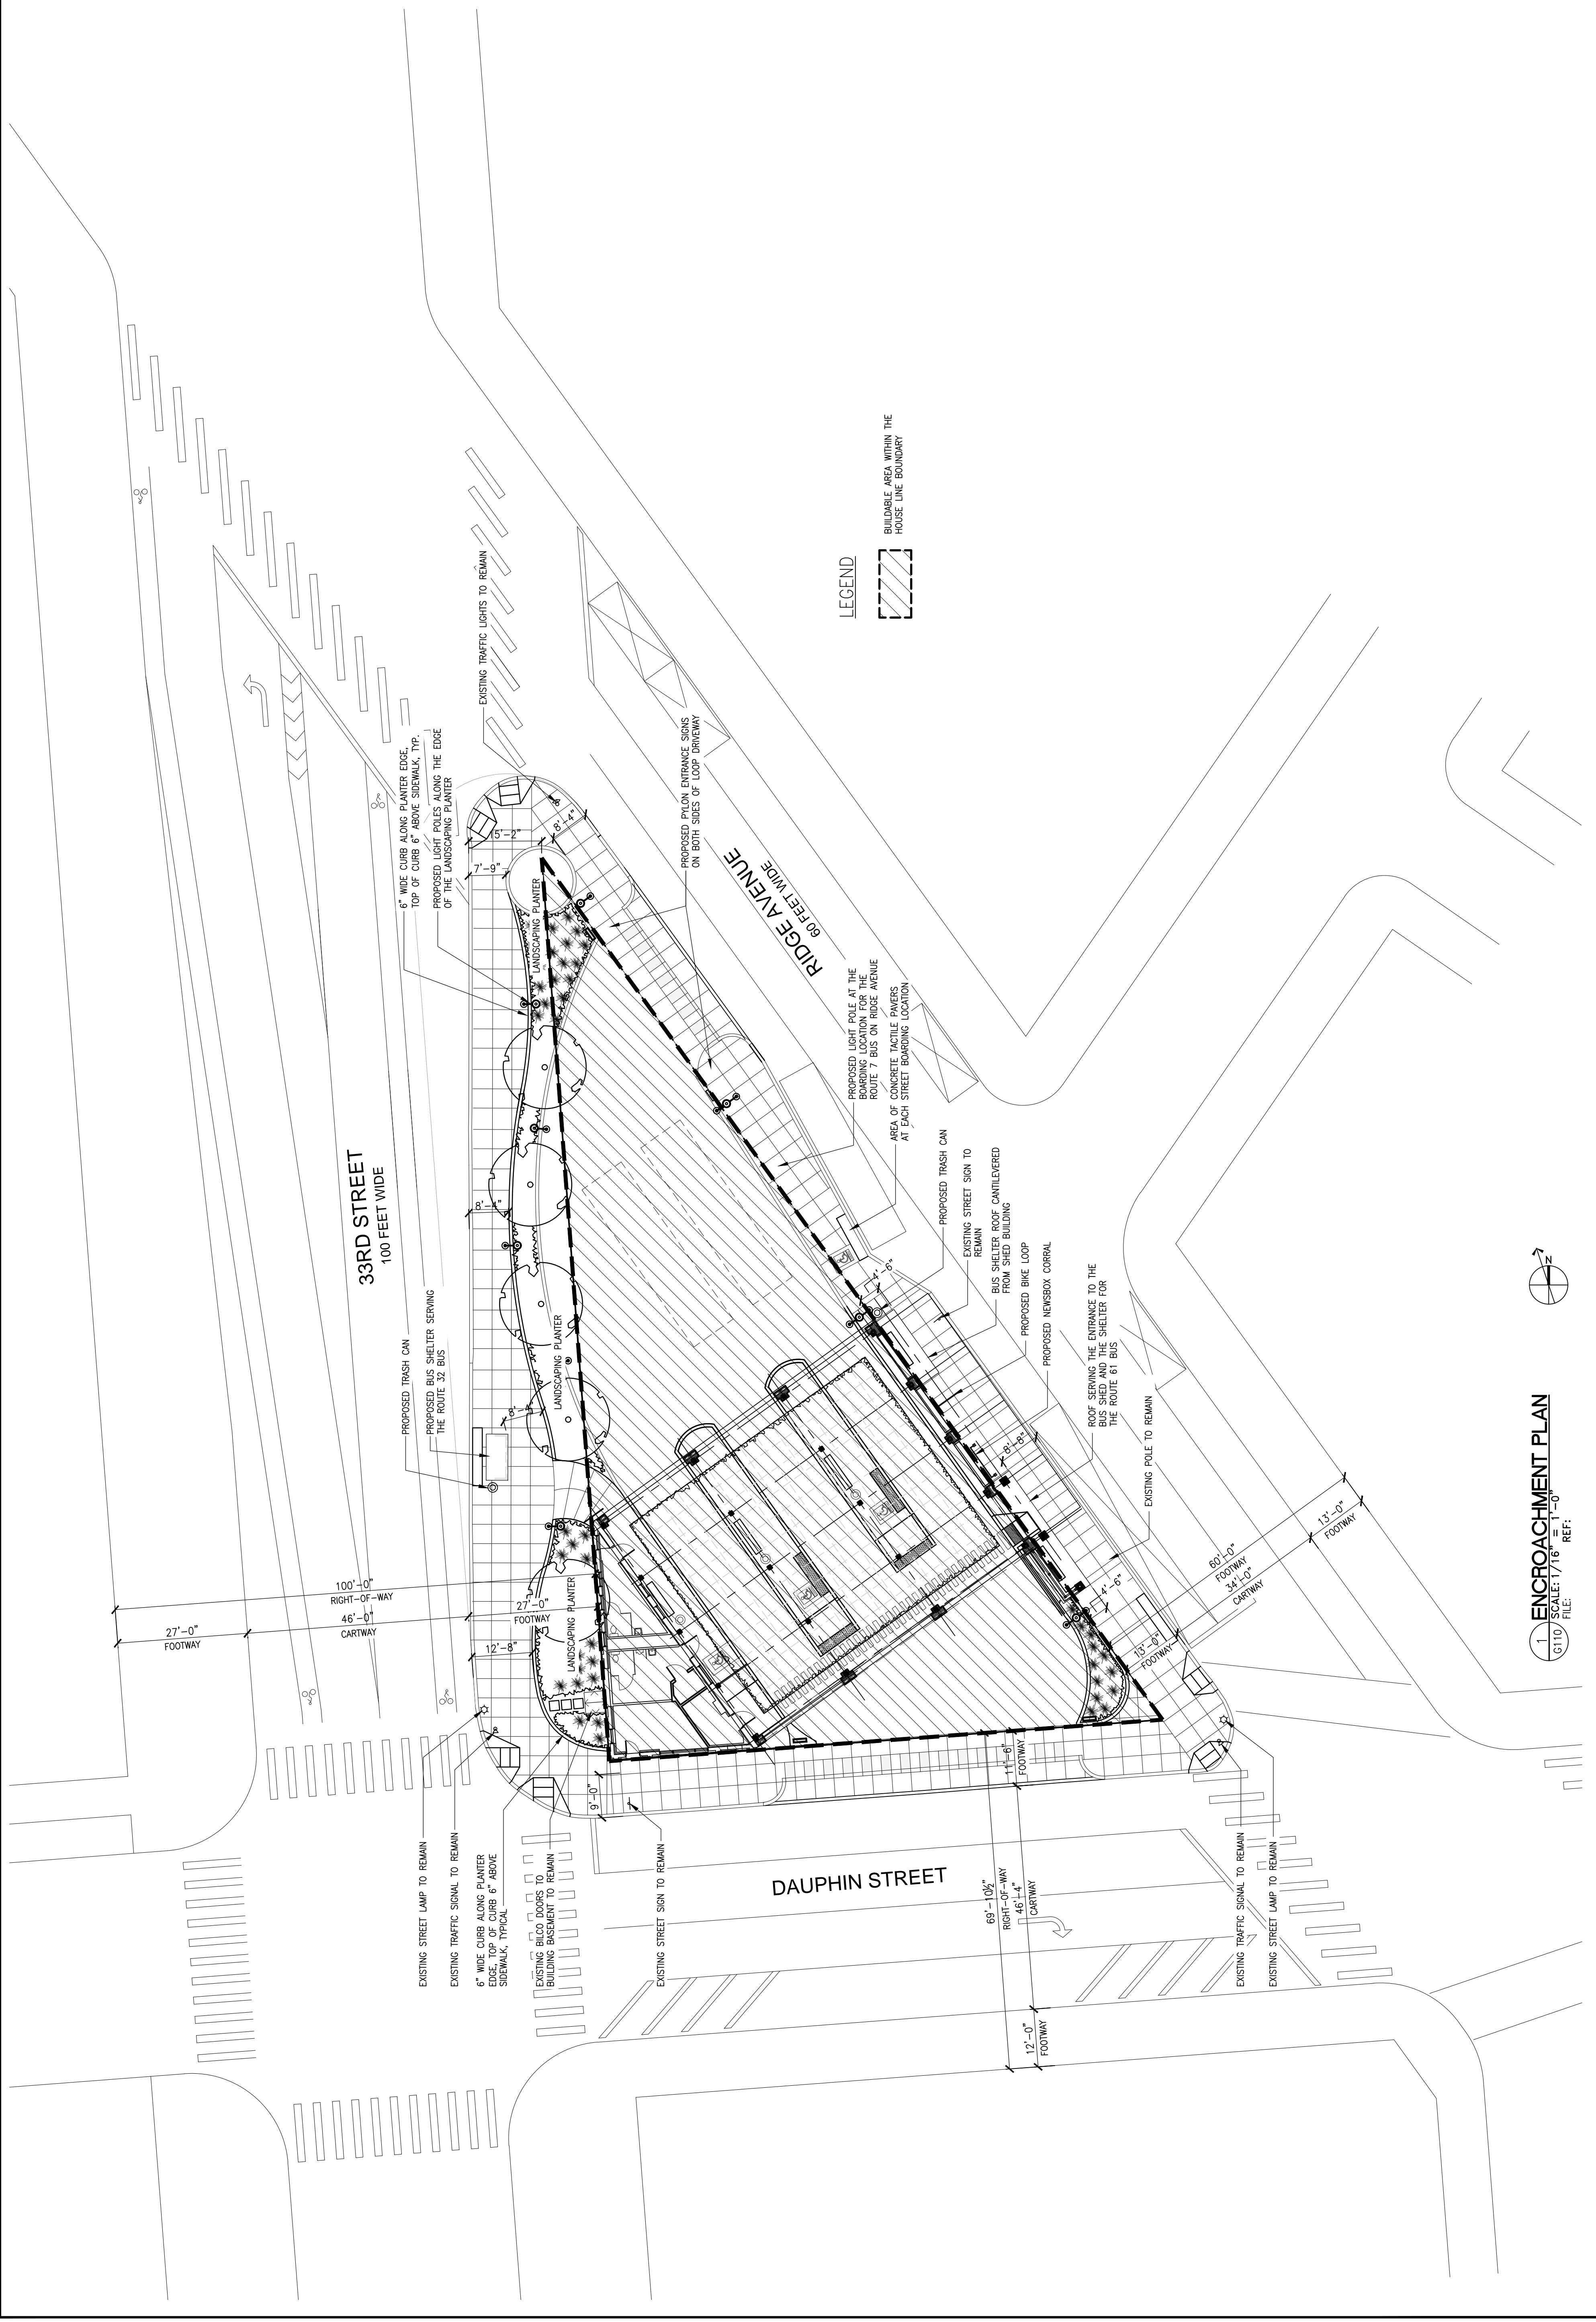 6" WIDE CURB ALONG PLANTER EDGE,
TOP OF CURB 6" ABOVE SIDEWALK, TYP.
PROPOSED LIGHT POLES ALONG THE EDGE
OF THE LANDSCAPING PLANTER
EXISTING TRAFFIC LIGHTS TO REMAIN
33RD STREET
100 FEET WIDE
PROPOSED TRASH CAN
PROPOSED BUS SHELTER SERVING
THE ROUTE 32 BUS
15'-2"
8'-4"
7'-9"
LANDSCAPING PLANTER
8'-4"
LANDSCAPING PLANTER
8'-4"
LANDSCAPING PLANTER
100'-0"
RIGHT-OF-WAY
27'-0"
FOOTWAY
46'-0"
CARTWAY
27'-0"
FOOTWAY
12'-8"
9'-0"
PROPOSED PYLON ENTRANCE SIGNS
ON BOTH SIDES OF LOOP DRIVEWAY
RIDGE AVENUE
60 FEET WIDE
PROPOSED LIGHT POLE AT THE
BOARDING LOCATION FOR THE
ROUTE 7 BUS ON RIDGE AVENUE
AREA OF CONCRETE TACTILE PAVERS
AT EACH STREET BOARDING LOCATION
PROPOSED TRASH CAN
EXISTING STREET SIGN TO
REMAIN
BUS SHELTER ROOF CANTILEVERED
FROM SHED BUILDING
PROPOSED BIKE LOOP
PROPOSED NEWSBOX CORRAL
ROOF SERVING THE ENTRANCE TO THE
BUS SHED AND THE SHELTER FOR
THE ROUTE 61 BUS
EXISTING POLE TO REMAIN
4'-6"
8'-8"
4'-6"
13'-0"
FOOTWAY
60'-0"
FOOTWAY
34'-0"
CARTWAY
13'-0"
FOOTWAY
EXISTING STREET LAMP TO REMAIN
EXISTING TRAFFIC SIGNAL TO REMAIN
6" WIDE CURB ALONG PLANTER
EDGE, TOP OF CURB 6" ABOVE
SIDEWALK, TYPICAL
EXISTING BILCO DOORS TO
BUILDING BASEMENT TO REMAIN
EXISTING STREET SIGN TO REMAIN
DAUPHIN STREET
11'-6"
FOOTWAY
69'-10½"
RIGHT-OF-WAY
46'-4"
CARTWAY
12'-0"
FOOTWAY
EXISTING TRAFFIC SIGNAL TO REMAIN
EXISTING STREET LAMP TO REMAIN
LEGEND
BUILDABLE AREA WITHIN THE
HOUSE LINE BOUNDARY
N
1
G110
ENCROACHMENT PLAN
SCALE: 1/16" = 1'-0"
FILE: REF: